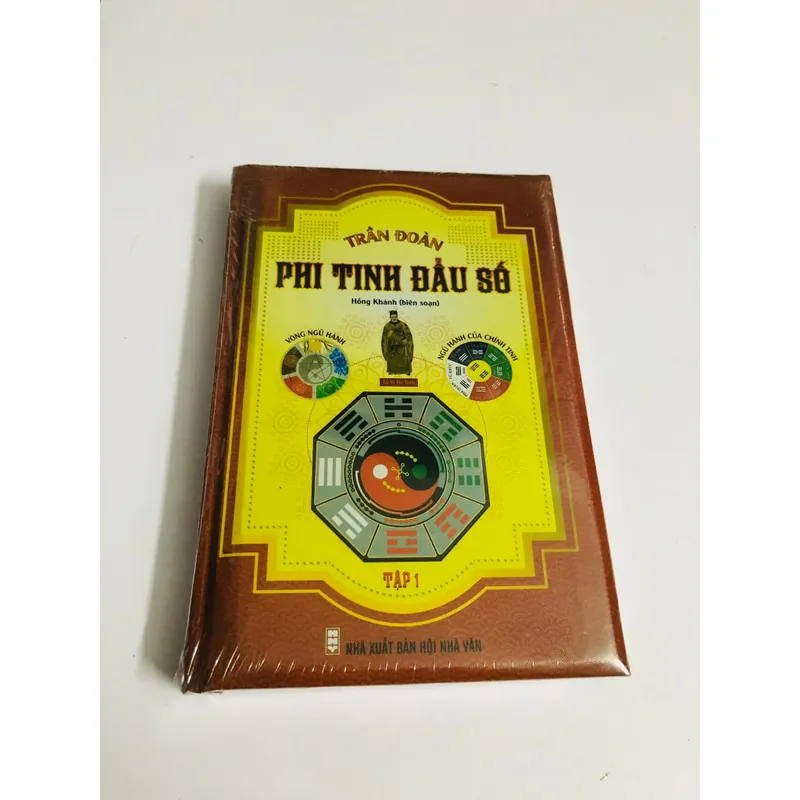 TRẦN ĐOÀN
PHI TINH ĐẨU SỐ
Hồng Khánh (biên soạn)
VÒNG NGŨ HÀNH
NGŨ HÀNH CỦA CHÍNH TINH
TẬP 1
NHÀ XUẤT BẢN HỘI NHÀ VĂN